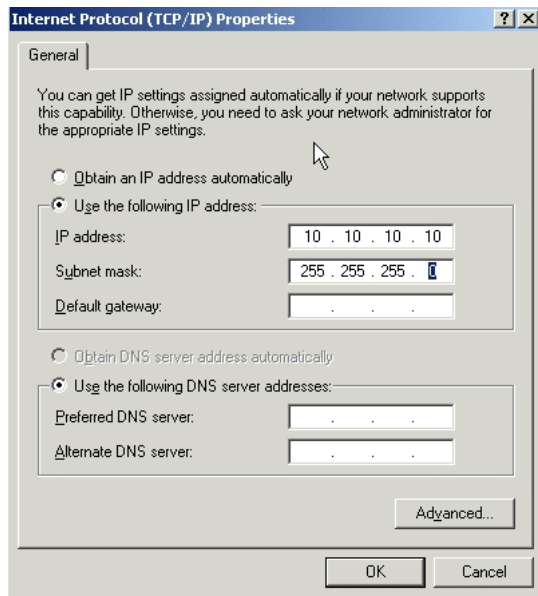 Internet Protocol (TCP/IP) Properties
General
You can get IP settings assigned automatically if your network supports
this capability. Otherwise, you need to ask your network administrator for
the appropriate IP settings.
Obtain an IP address automatically
Use the following IP address:
IP address: 10 . 10 . 10 . 10
Subnet mask: 255 . 255 . 255 . 0
Default gateway: . . .
Obtain DNS server address automatically
Use the following DNS server addresses:
Preferred DNS server: . . .
Alternate DNS server: . . .
Advanced...
OK Cancel